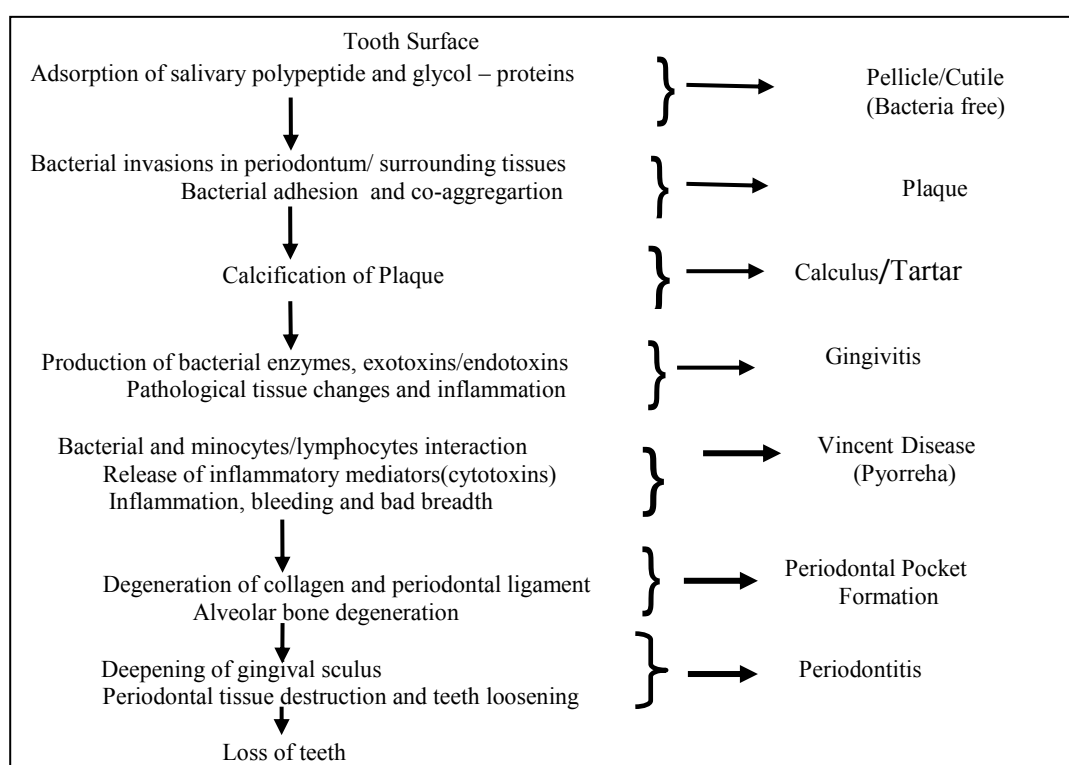 Tooth Surface
Adsorption of salivary polypeptide and glycol – proteins
Pellicle/Cutile
(Bacteria free)
Bacterial invasions in periodontum/ surrounding tissues
Bacterial adhesion and co-aggregartion
Plaque
Calcification of Plaque
Calculus/Tartar
Production of bacterial enzymes, exotoxins/endotoxins
Pathological tissue changes and inflammation
Gingivitis
Bacterial and minocytes/lymphocytes interaction
Release of inflammatory mediators(cytotoxins)
Inflammation, bleeding and bad breadth
Vincent Disease
(Pyorreha)
Degeneration of collagen and periodontal ligament
Alveolar bone degeneration
Periodontal Pocket
Formation
Deepening of gingival sculus
Periodontal tissue destruction and teeth loosening
Periodontitis
Loss of teeth